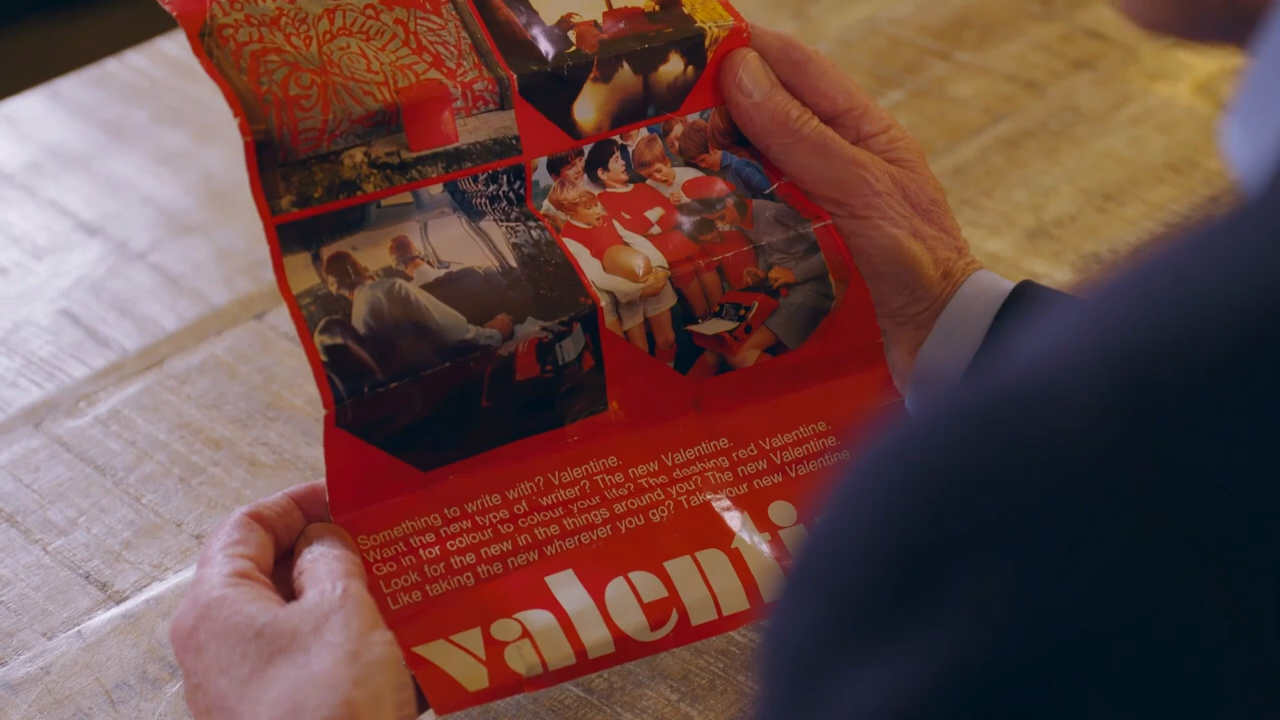 Something to write with? Valentine.
Want the new type of writer? The new Valentine.
Go in for colour to colour your life? The dashing red Valentine.
Look for the new in the things around you? The new Valentine.
Like taking the new wherever you go? Take your new Valentine.
valenti